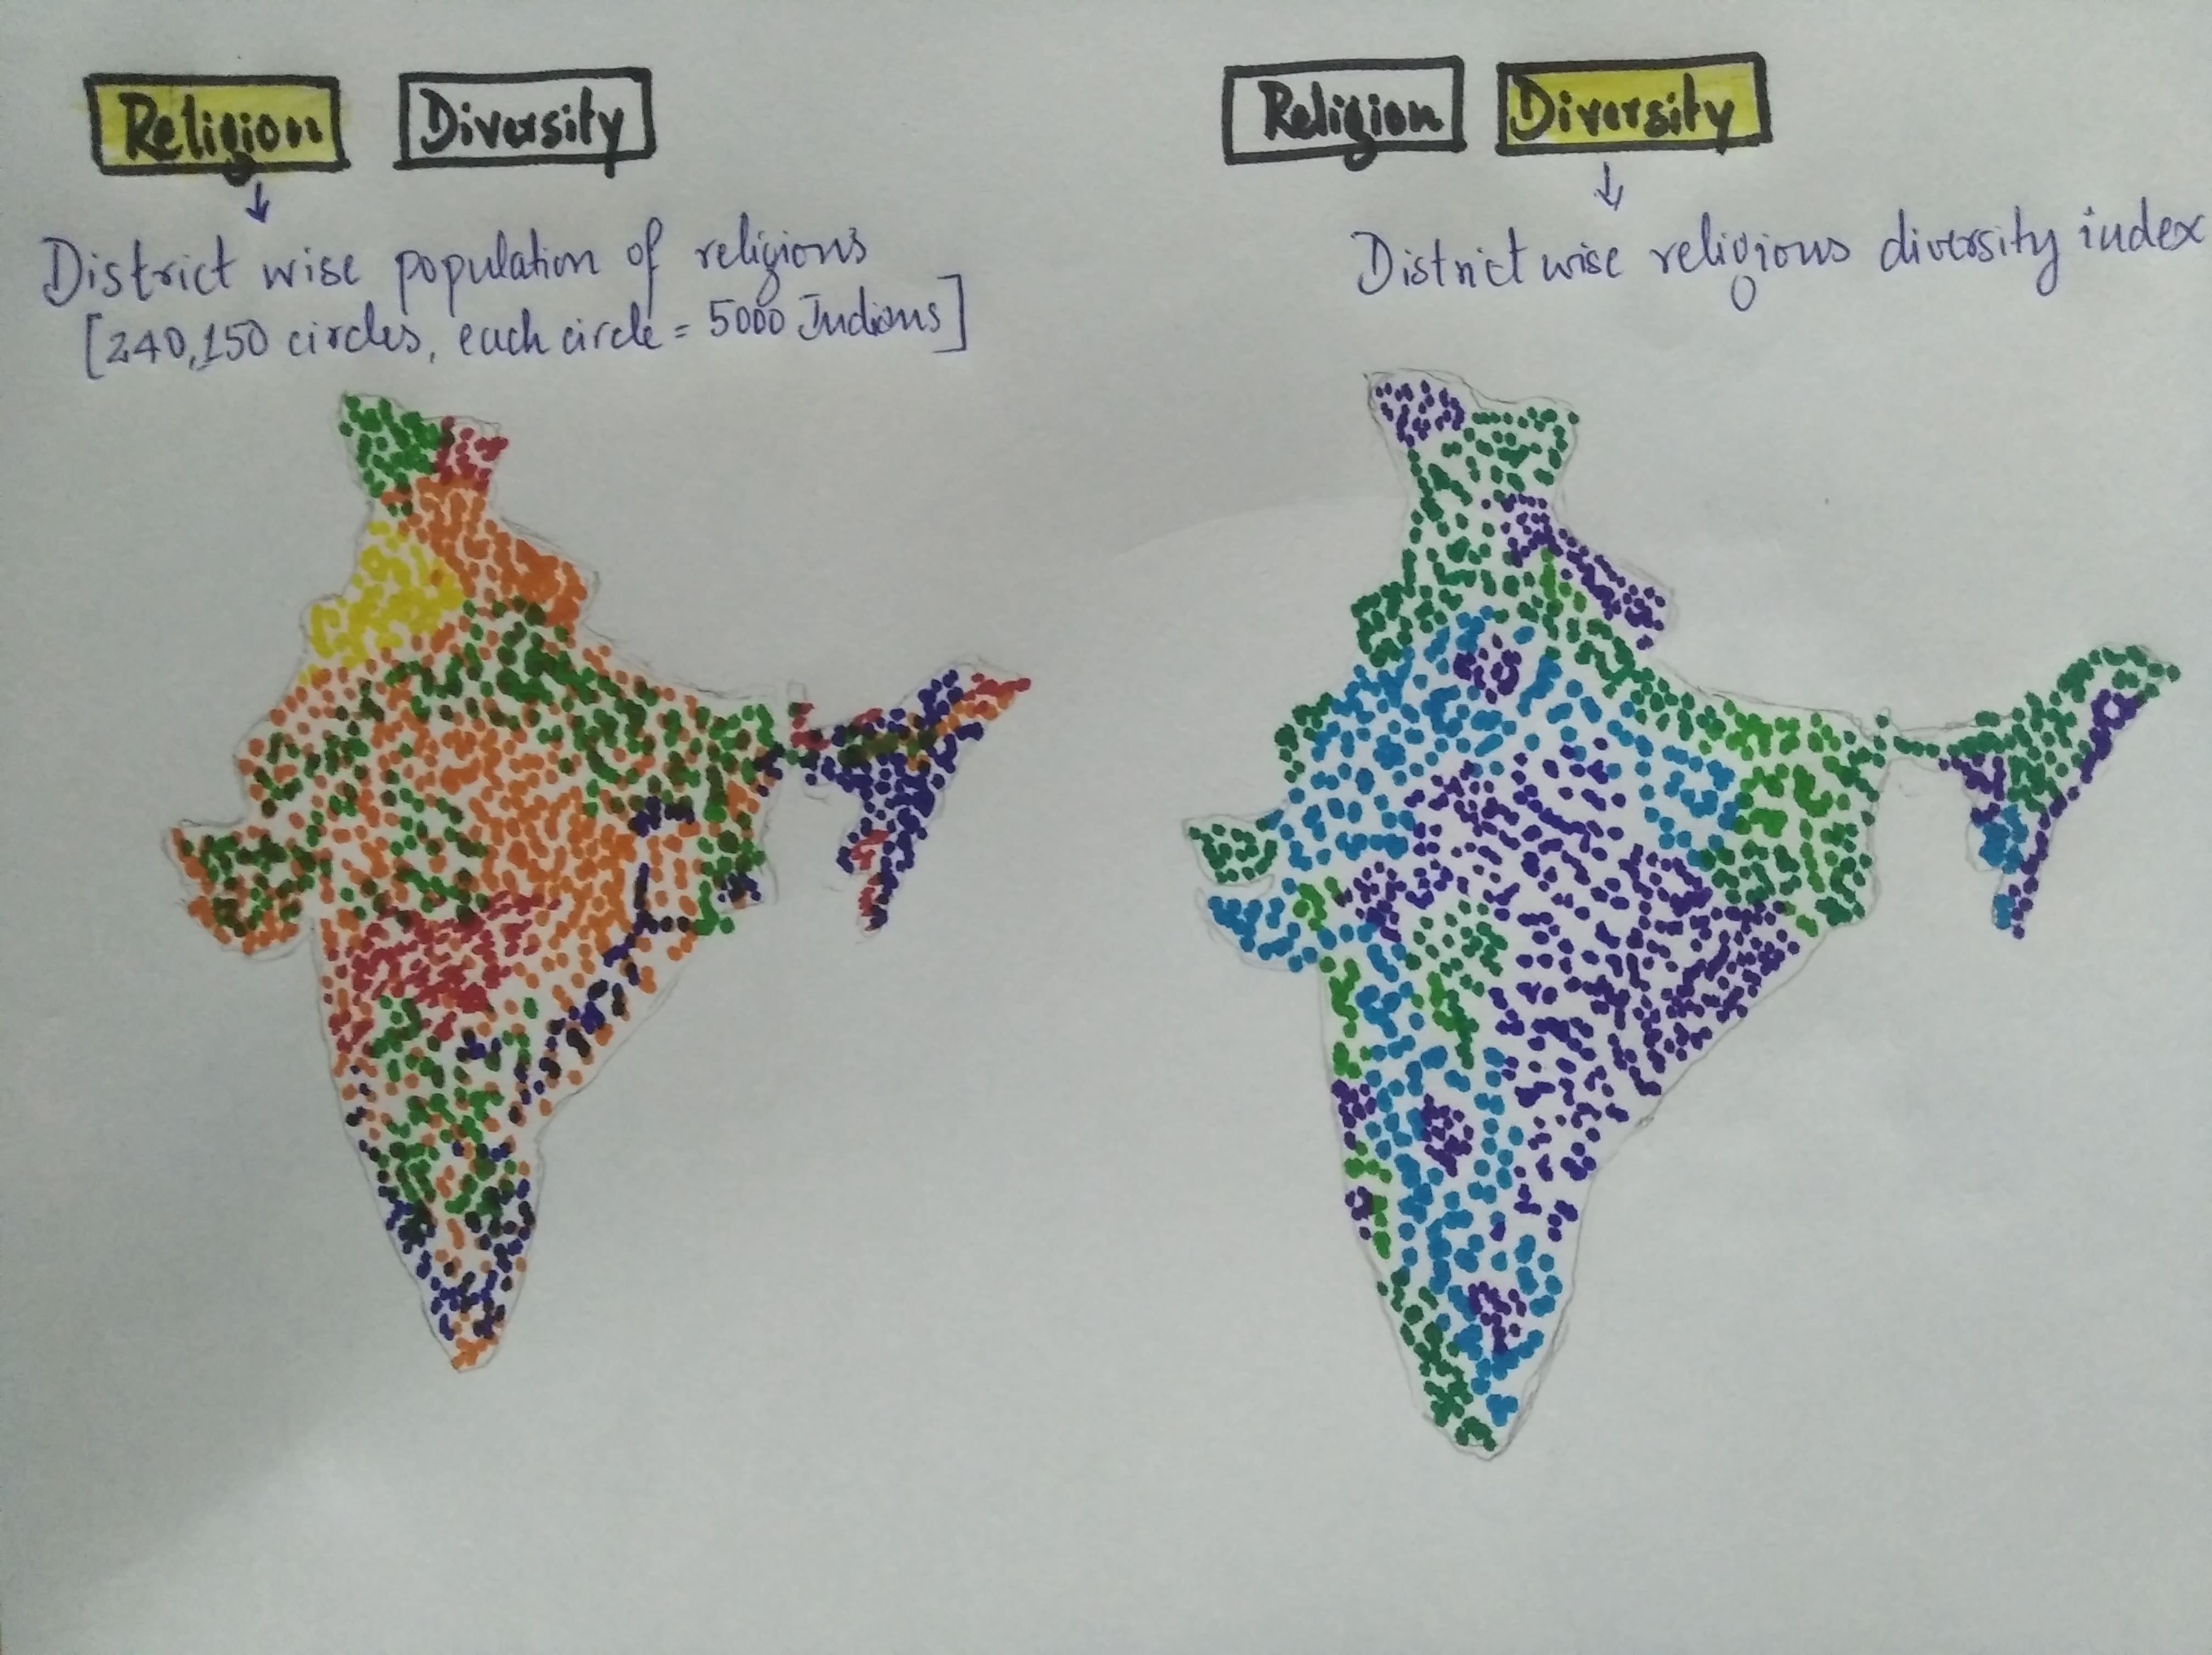 Religion Diversity
District wise population of religions
[240,150 circles, each circle = 5000 Indians]
Religion Diversity
District wise religious diversity index